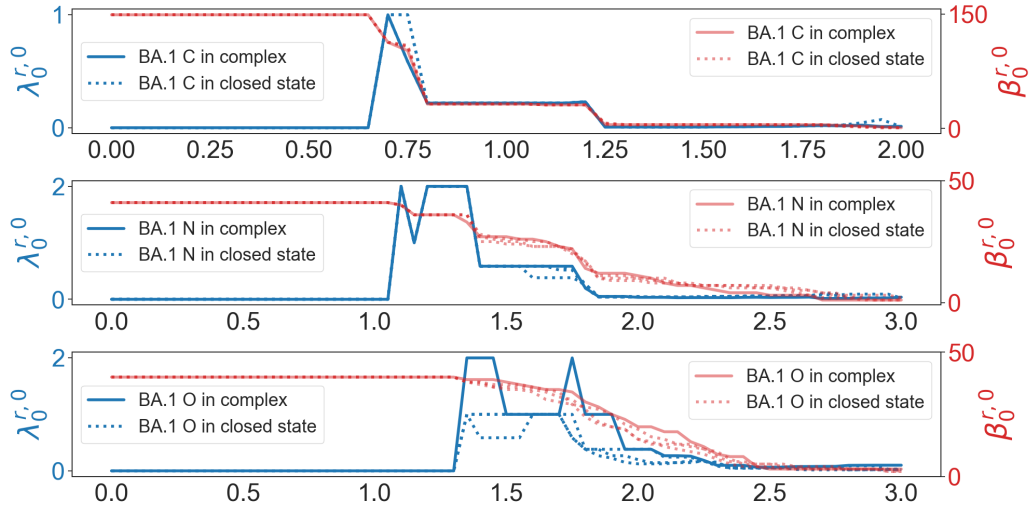 1
150
BA.1 C in complex
BA.1 C in complex
λ₀^{r, 0}
β₀^{r, 0}
BA.1 C in closed state
BA.1 C in closed state
0
0
0.00 0.25 0.50 0.75 1.00 1.25 1.50 1.75 2.00
2
50
BA.1 N in complex
BA.1 N in complex
λ₀^{r, 0}
β₀^{r, 0}
BA.1 N in closed state
BA.1 N in closed state
0
0
0.0 0.5 1.0 1.5 2.0 2.5 3.0
2
50
BA.1 O in complex
BA.1 O in complex
λ₀^{r, 0}
β₀^{r, 0}
BA.1 O in closed state
BA.1 O in closed state
0
0
0.0 0.5 1.0 1.5 2.0 2.5 3.0